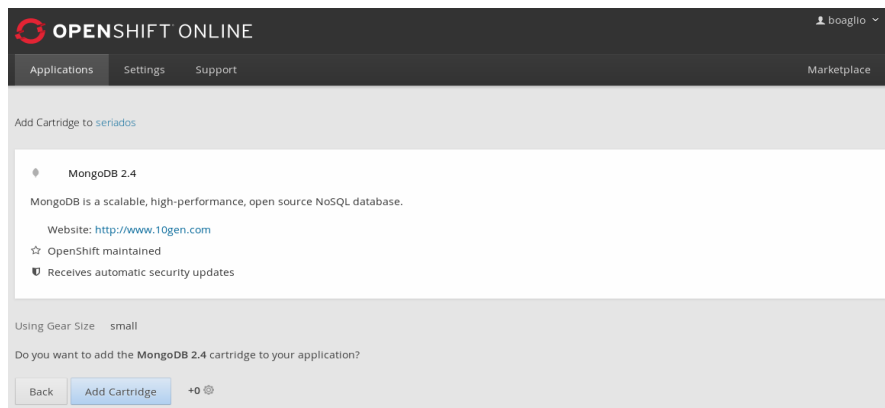 OPENSHIFT ONLINE
boaglio
Applications Settings Support Marketplace
Add Cartridge to seriados
MongoDB 2.4
MongoDB is a scalable, high-performance, open source NoSQL database.
Website: http://www.10gen.com
OpenShift maintained
Receives automatic security updates
Using Gear Size small
Do you want to add the MongoDB 2.4 cartridge to your application?
Back Add Cartridge +0